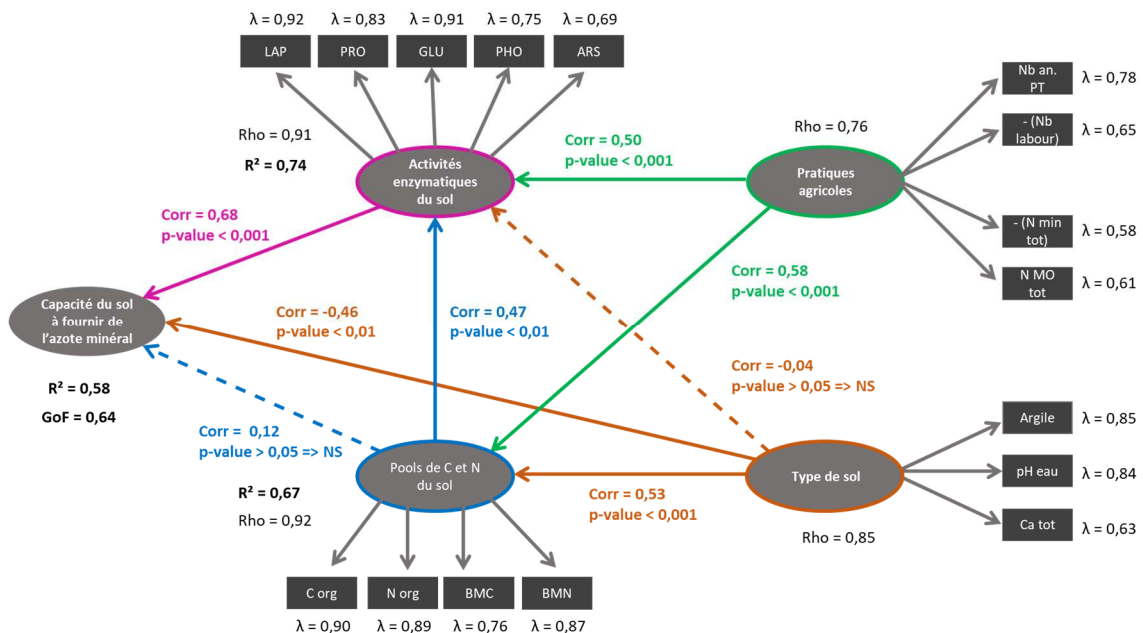 λ = 0,92
λ = 0,83
λ = 0,91
λ = 0,75
λ = 0,69
LAP
PRO
GLU
PHO
ARS
Nb an.
PT
λ = 0,78
- (Nb
labour)
λ = 0,65
- (N min
tot)
λ = 0,58
N MO
tot
λ = 0,61
Rho = 0,91
R² = 0,74
Activités
enzymatiques
du sol
Corr = 0,50
p-value < 0,001
Rho = 0,76
Pratiques
agricoles
Corr = 0,68
p-value < 0,001
Corr = 0,58
p-value < 0,001
Capacité du sol
à fournir de
l'azote minéral
Corr = -0,46
p-value < 0,01
Corr = 0,47
p-value < 0,01
R² = 0,58
GoF = 0,64
Corr = -0,04
p-value > 0,05 => NS
Corr = 0,12
p-value > 0,05 => NS
Pools de C et N
du sol
R² = 0,67
Rho = 0,92
Corr = 0,53
p-value < 0,001
Type de sol
Rho = 0,85
Argile
λ = 0,85
pH eau
λ = 0,84
Ca tot
λ = 0,63
C org
N org
BMC
BMN
λ = 0,90
λ = 0,89
λ = 0,76
λ = 0,87